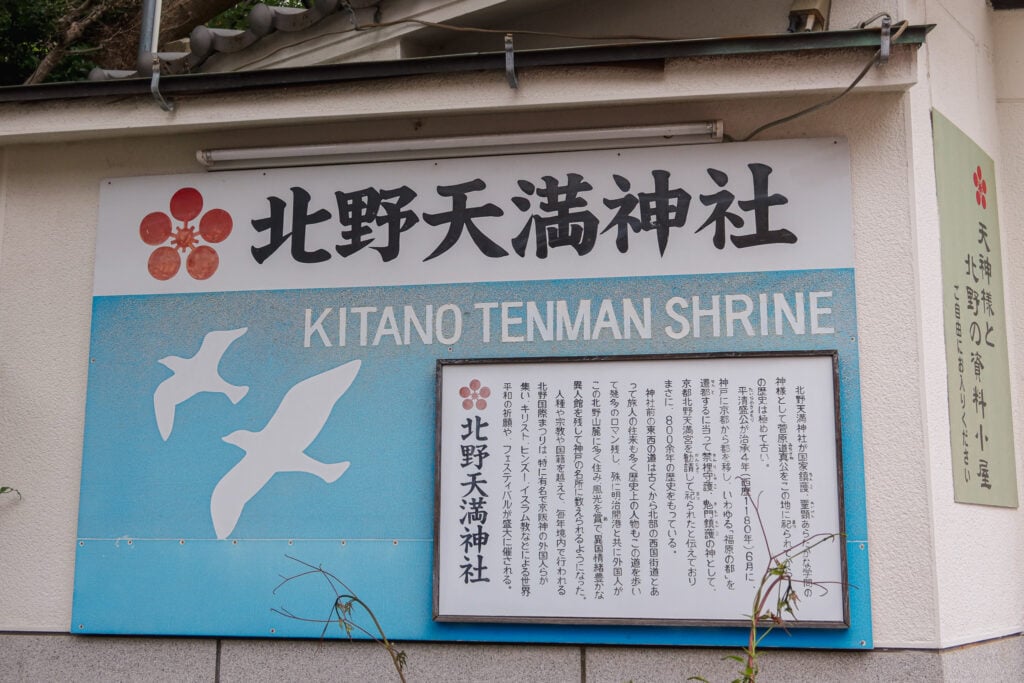 北野天満神社
KITANO TENMAN SHRINE
北野天満神社
北野天満神社が国家鎮護 霊顕あらたかな学問の
神様として菅原道真公をこの地に祀られて
の歴史は極めて古い。
平清盛公が治承4年(西歴1180年)6月に、
神戸に京都から都を移し、いわゆる「福原の都」を
遷都するに当って禁裡守護、鬼門鎮護の神として、
京都北野天満宮を勧請して祀られたと伝えており
まさに、800余年の歴史をもっている。
神社前の東西の道は古くから北部の西国街道とあ
って旅人の往来も多く歴史上の人物もこの道を歩い
て幾多のロマン残し 殊に明治開港と共に外国人が
この北野山麓に多く住み 風光を賞で異国情緒豊かな
異人館を残して神戸の名所に数えられるようになった。
人種や宗教や国籍を越えて 毎年境内で行われる
北野国際まつりは 特に有名で京阪神の外国人らが
集い、キリスト・ヒンズー、イスラム教などによる世界
平和の祈願や フェスティバルが盛大に催される。
天神様と
北野の資料小屋
ご自由にお入りください